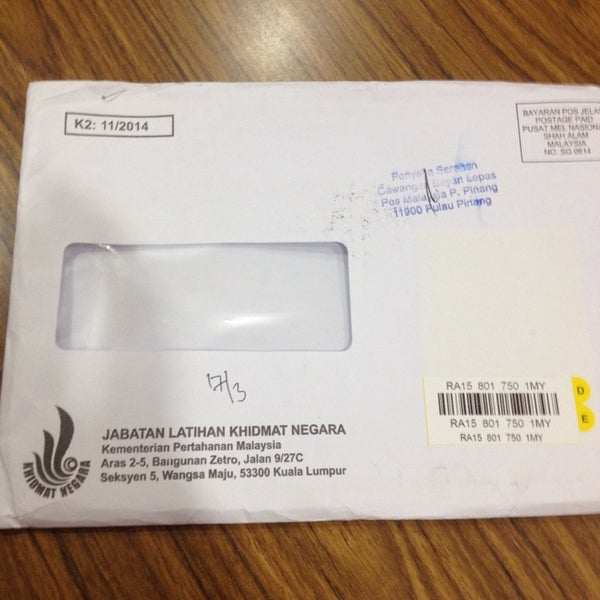 K2: 11/2014
BAYARAN POS JELAS
POSTAGE PAID
PUSAT MEL NASIONAL
SHAH ALAM
MALAYSIA
NO. SG 0614
Penyelia Serahan
Cawangan Bayan Lepas
Pos Malaysia P. Pinang
11900 Pulau Pinang
RA15 801 750 1MY
RA15 801 750 1MY
RA15 801 750 1MY
D
E
17/3
JABATAN LATIHAN KHIDMAT NEGARA
Kementerian Pertahanan Malaysia
Aras 2-5, Bangunan Zetro, Jalan 9/27C
Seksyen 5, Wangsa Maju, 53300 Kuala Lumpur
KHIDMAT NEGARA